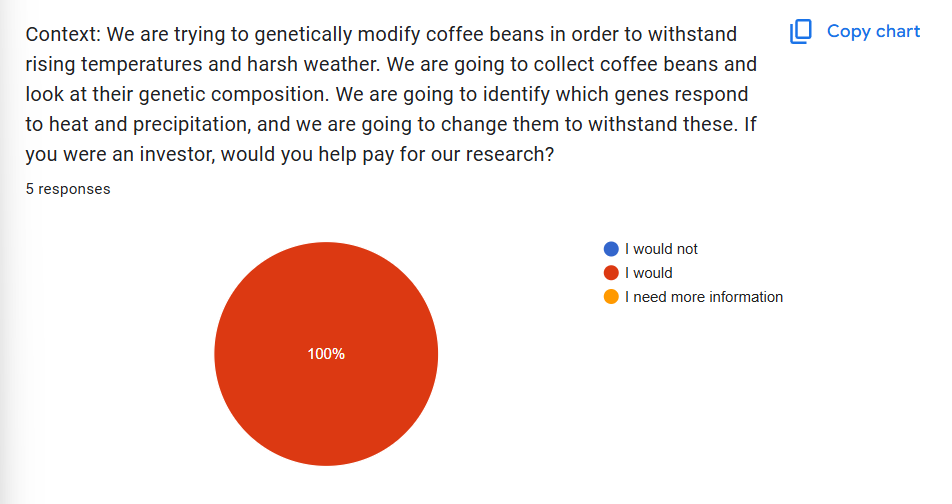 Context: We are trying to genetically modify coffee beans in order to withstand
rising temperatures and harsh weather. We are going to collect coffee beans and
look at their genetic composition. We are going to identify which genes respond
to heat and precipitation, and we are going to change them to withstand these. If
you were an investor, would you help pay for our research?
Copy chart
5 responses
I would not
I would
I need more information
100%